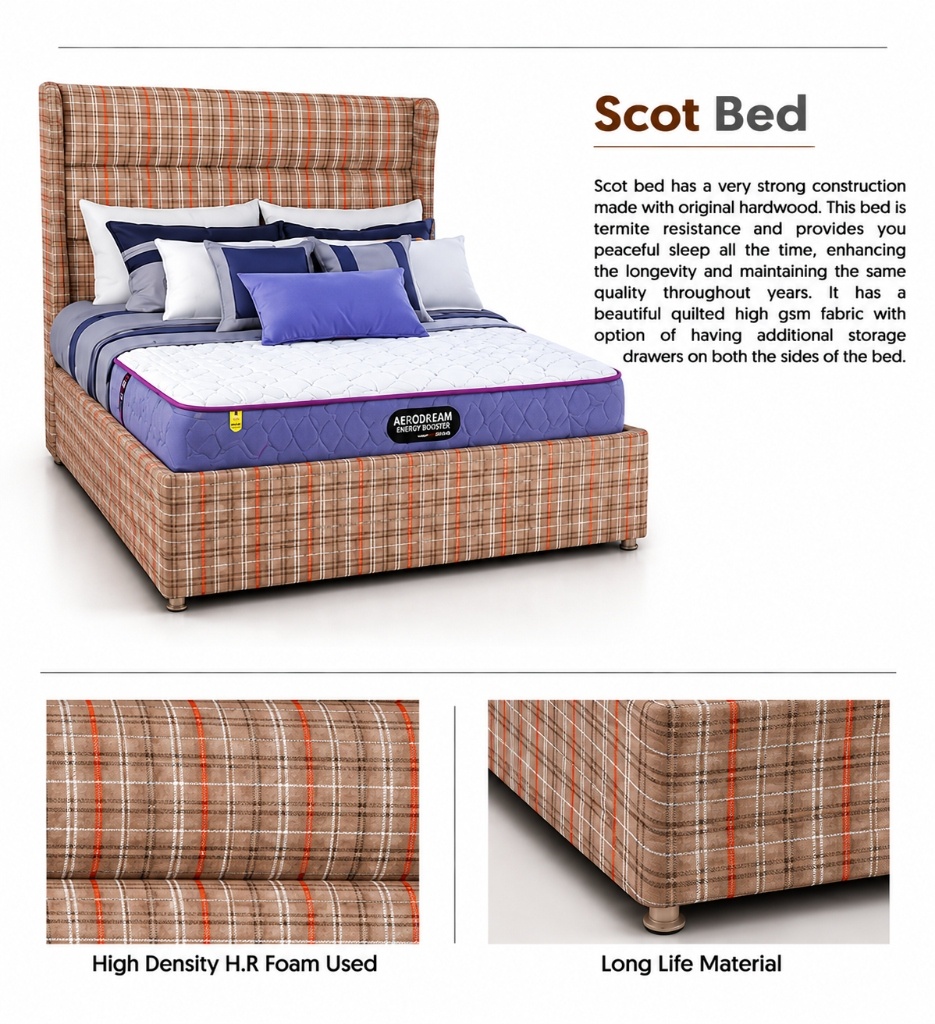 Scot Bed
Scot bed has a very strong construction
made with original hardwood. This bed is
termite resistance and provides you
peaceful sleep all the time, enhancing
the longevity and maintaining the same
quality throughout years. It has a
beautiful quilted high gsm fabric with
option of having additional storage
drawers on both the sides of the bed.
AERODREAM
ENERGY BOOSTER
High Density H.R Foam Used
Long Life Material